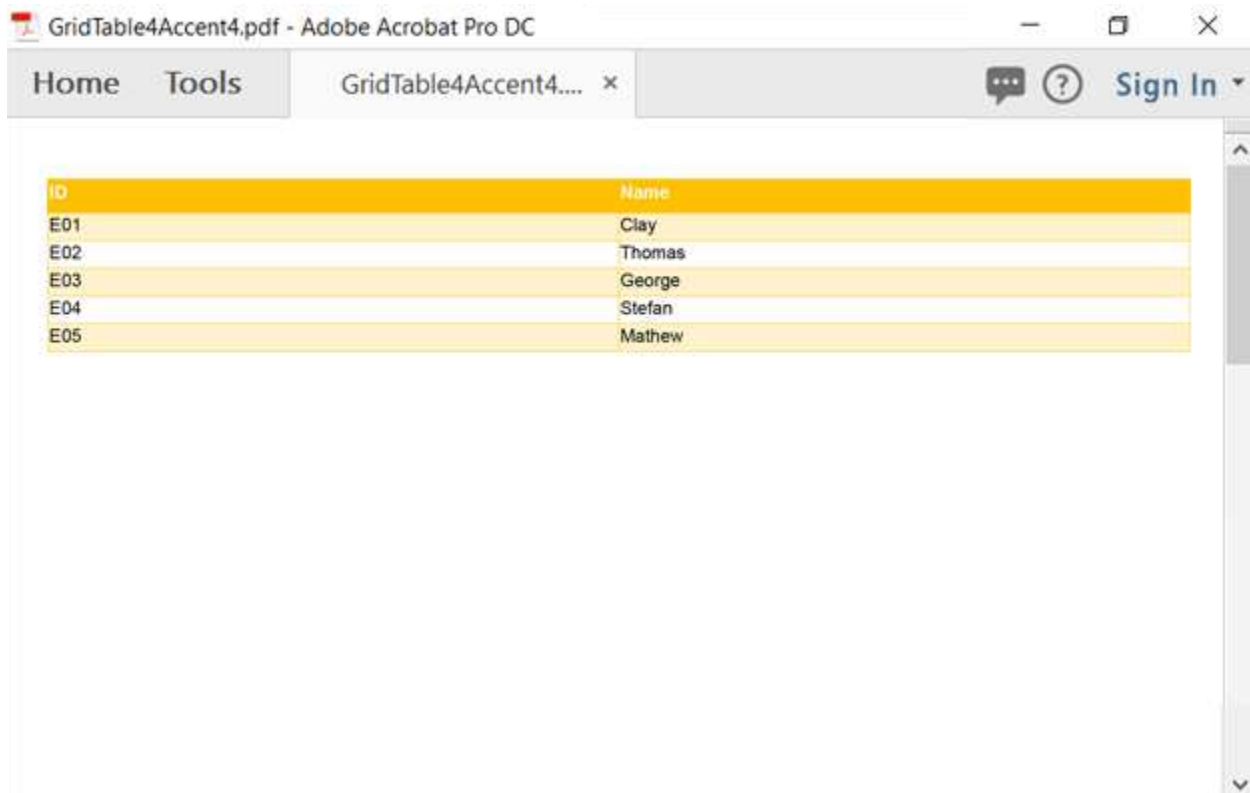 GridTable4Accent4.pdf - Adobe Acrobat Pro DC
Home Tools GridTable4Accent4.... × ? Sign In
ID Name
E01 Clay
E02 Thomas
E03 George
E04 Stefan
E05 Mathew